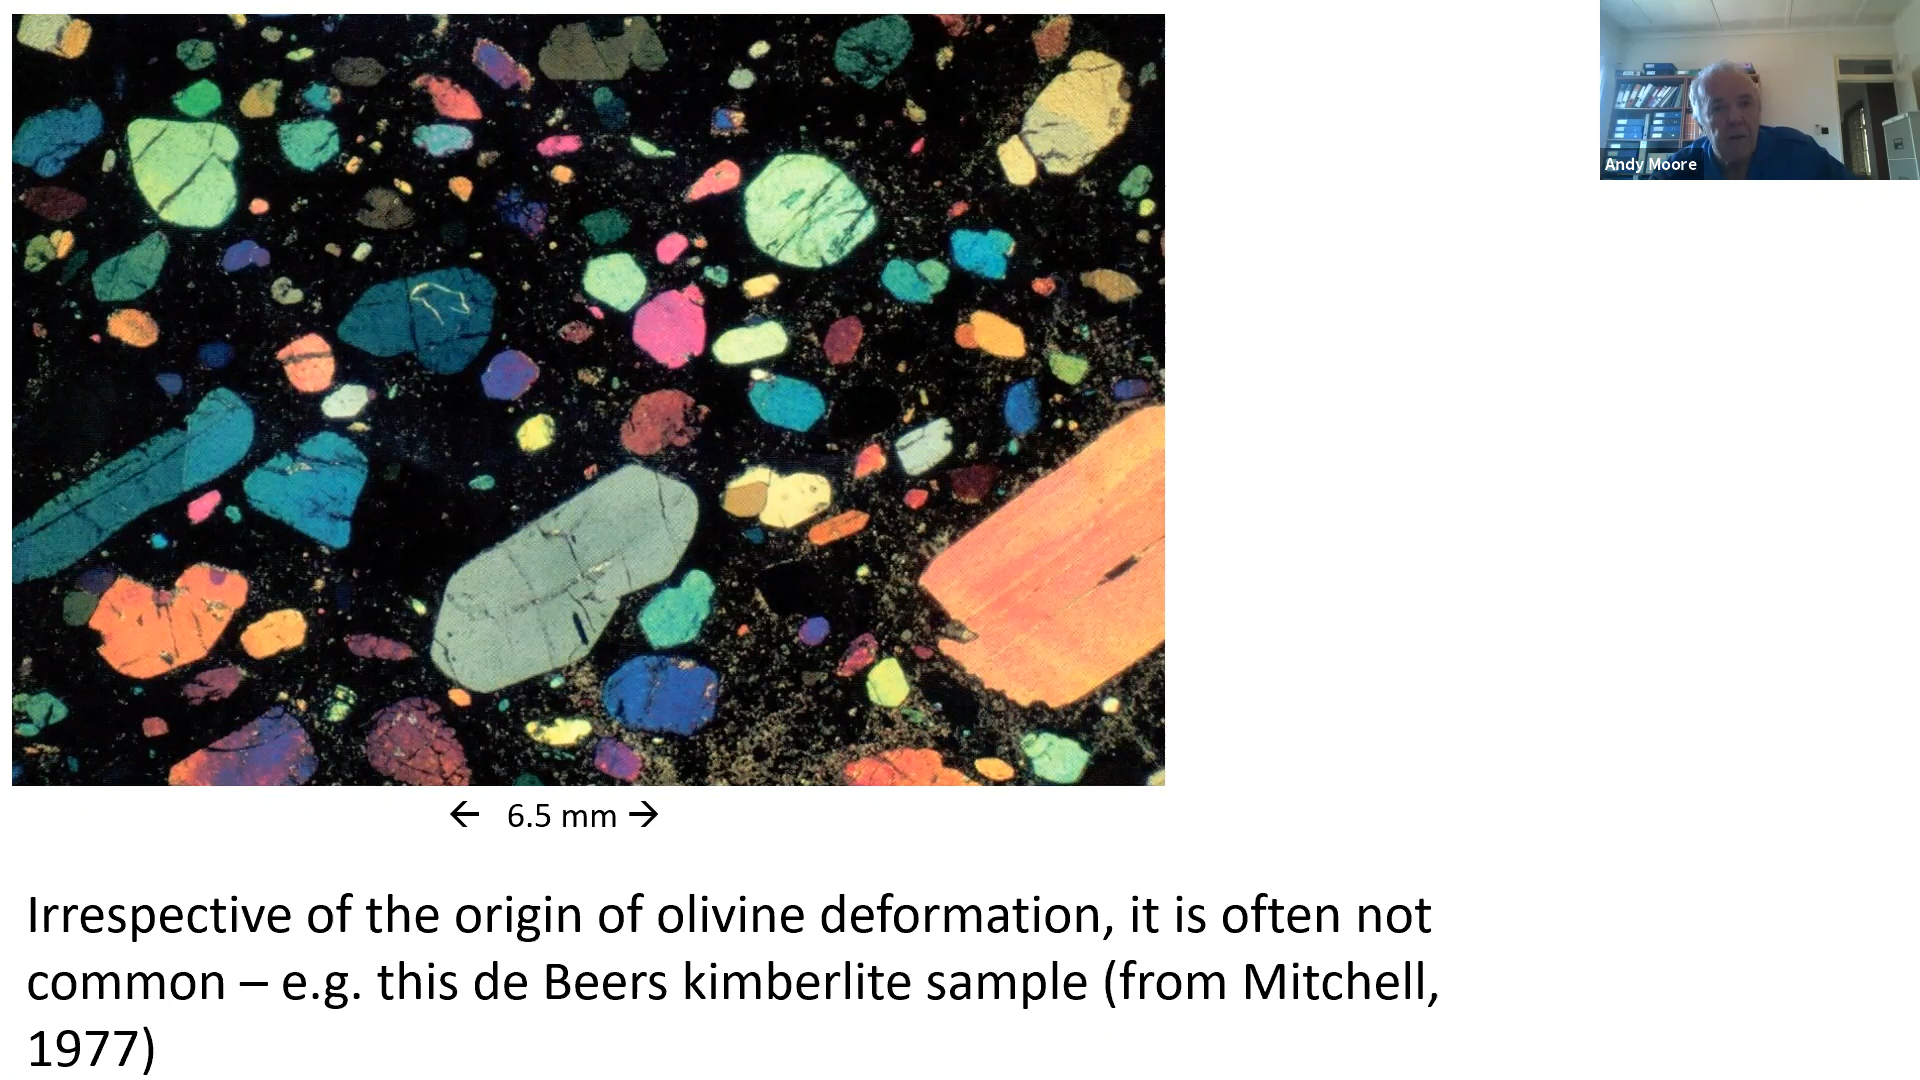 Andy Moore
← 6.5 mm →
Irrespective of the origin of olivine deformation, it is often not
common – e.g. this de Beers kimberlite sample (from Mitchell,
1977)